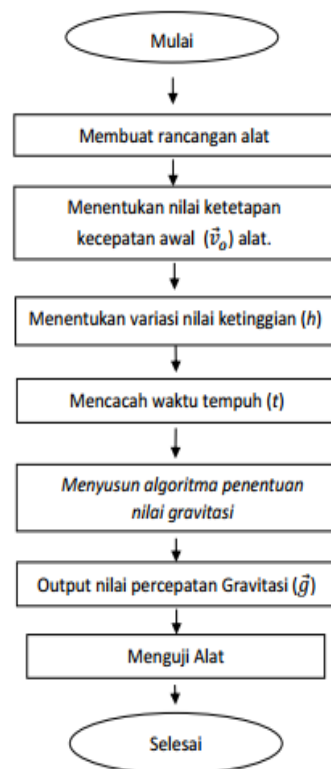 Mulai
Membuat rancangan alat
Menentukan nilai ketetapan
kecepatan awal (v⃗ₒ) alat.
Menentukan variasi nilai ketinggian (h)
Mencacah waktu tempuh (t)
Menyusun algoritma penentuan
nilai gravitasi
Output nilai percepatan Gravitasi (g⃗)
Menguji Alat
Selesai